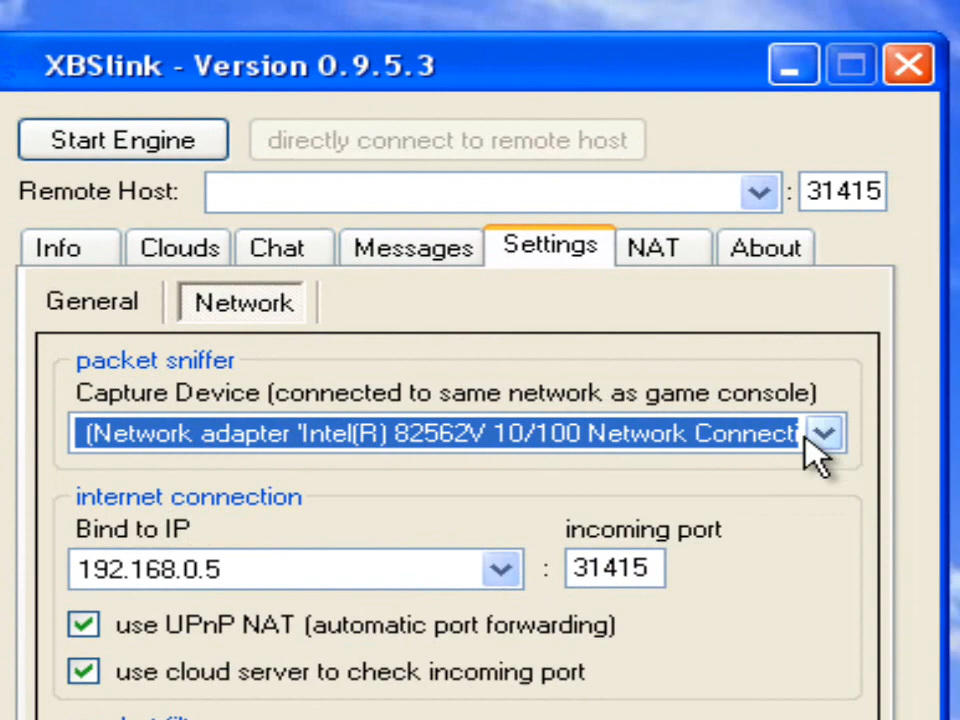 XBSlink - Version 0.9.5.3
Start Engine directly connect to remote host
Remote Host: : 31415
Info Clouds Chat Messages Settings NAT About
General Network
packet sniffer
Capture Device (connected to same network as game console)
(Network adapter 'Intel(R) 82562V 10/100 Network Connecti
internet connection
Bind to IP incoming port
192.168.0.5 : 31415
use UPnP NAT (automatic port forwarding)
use cloud server to check incoming port